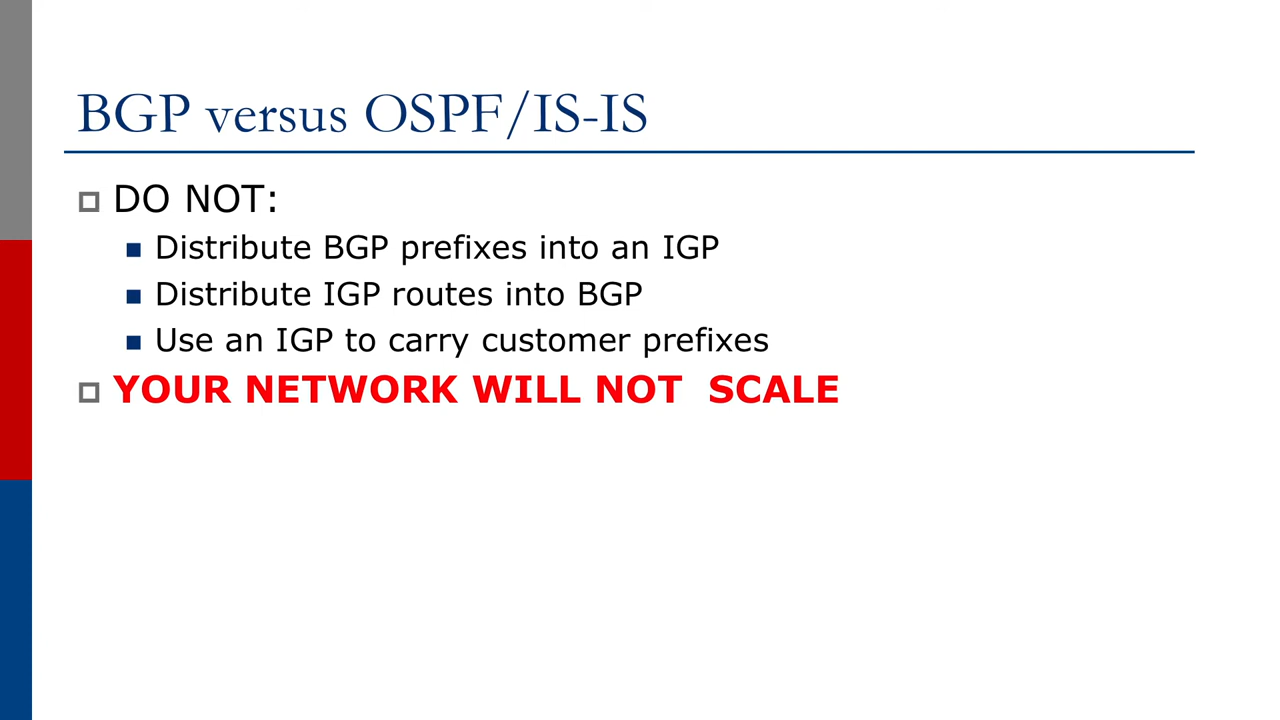 BGP versus OSPF/IS-IS
DO NOT:
Distribute BGP prefixes into an IGP
Distribute IGP routes into BGP
Use an IGP to carry customer prefixes
YOUR NETWORK WILL NOT  SCALE